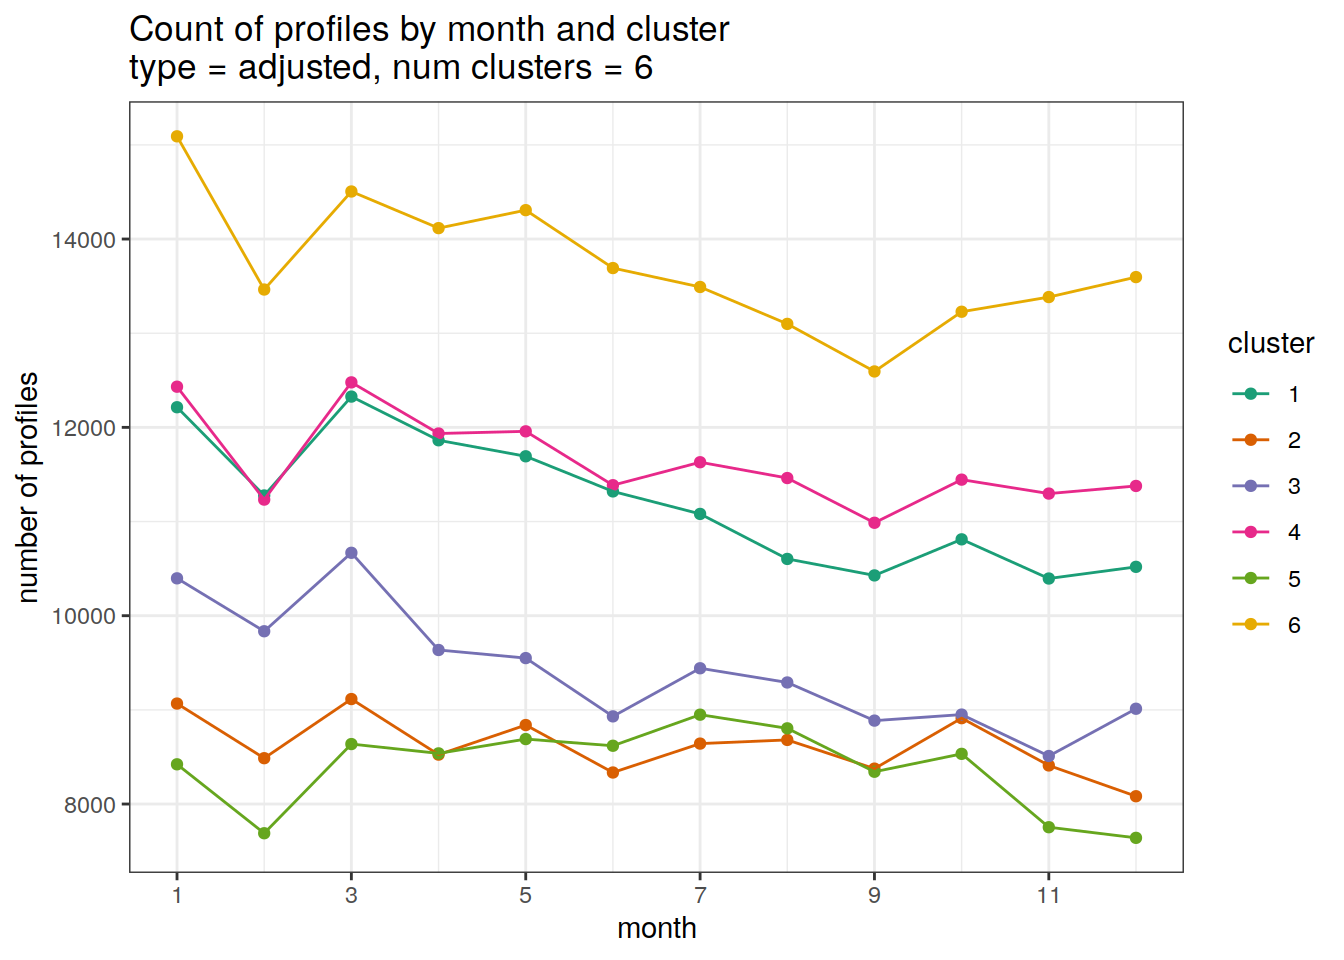 Count of profiles by month and cluster
type = adjusted, num clusters = 6
number of profiles
14000
12000
10000
8000
1 3 5 7 9 11
month
cluster
1
2
3
4
5
6